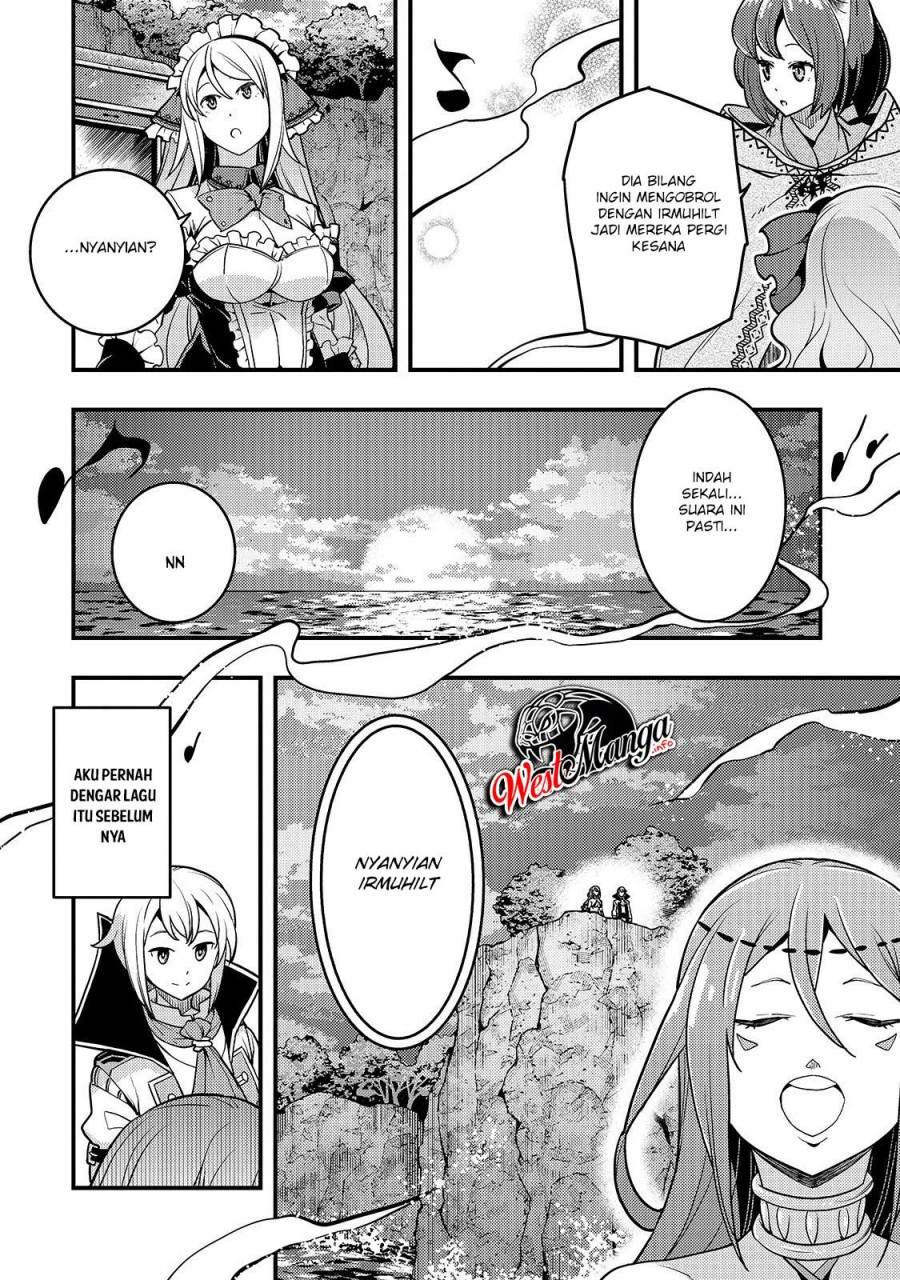 DIA BILANG
INGIN MENGOBROL
DENGAN IRMUHILT
JADI MEREKA PERGI
KESANA
...NYANYIAN?
INDAH
SEKALI...
SUARA INI
PASTI...
NN
WestManga
.info
NYANYIAN
IRMUHILT
AKU PERNAH
DENGAR LAGU
ITU SEBELUM
NYA